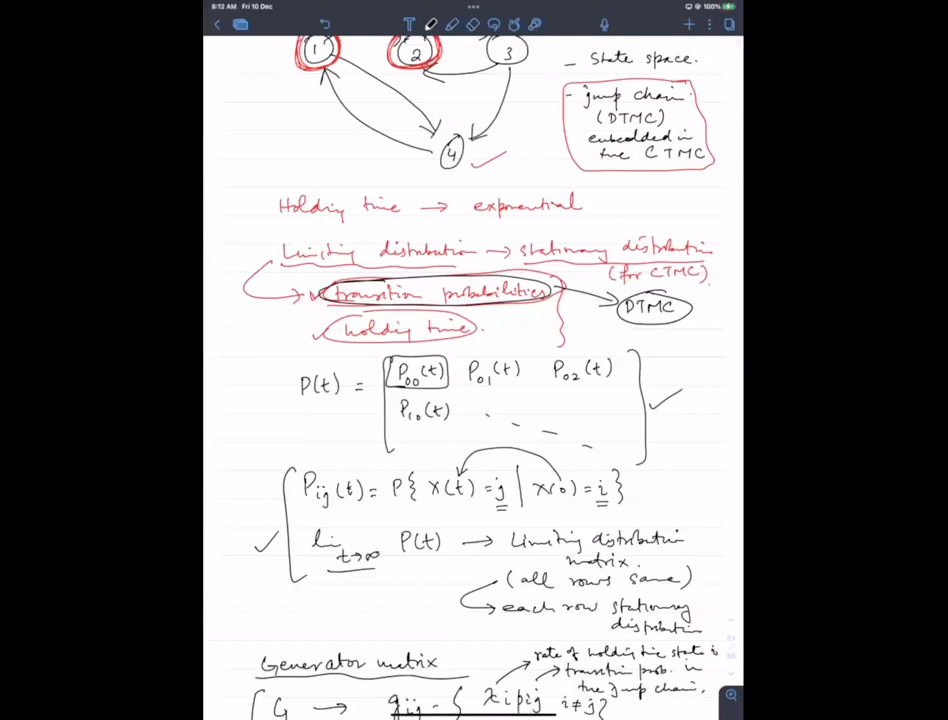 8:12 AM Fri 10 Dec
100%
1
2
3
4
- State space.
- jump chain
(DTMC)
embedded in
the CTMC
Holding time → exponential
Limiting distribution → stationary distribution
(for CTMC).
transition probabilities
DTMC
holding time.
P(t) = [ P₀₀(t) P₀₁(t) P₀₂(t)
P₁₀(t) ]
Pij(t) = P{ X(t) = j | X(0) = i }
lim t→∞ P(t) → Limiting distribution
matrix.
(all rows same)
→ each row stationary
distribution
Generator matrix
rate of holding time state i
transition prob. in
the jump chain.
G → gij = { λi pij i ≠ j